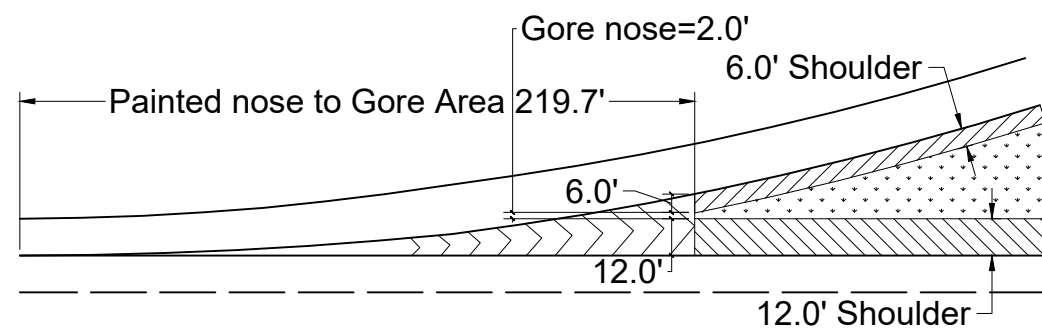 Gore nose=2.0'
6.0' Shoulder
Painted nose to Gore Area 219.7'
6.0'
12.0'
12.0' Shoulder